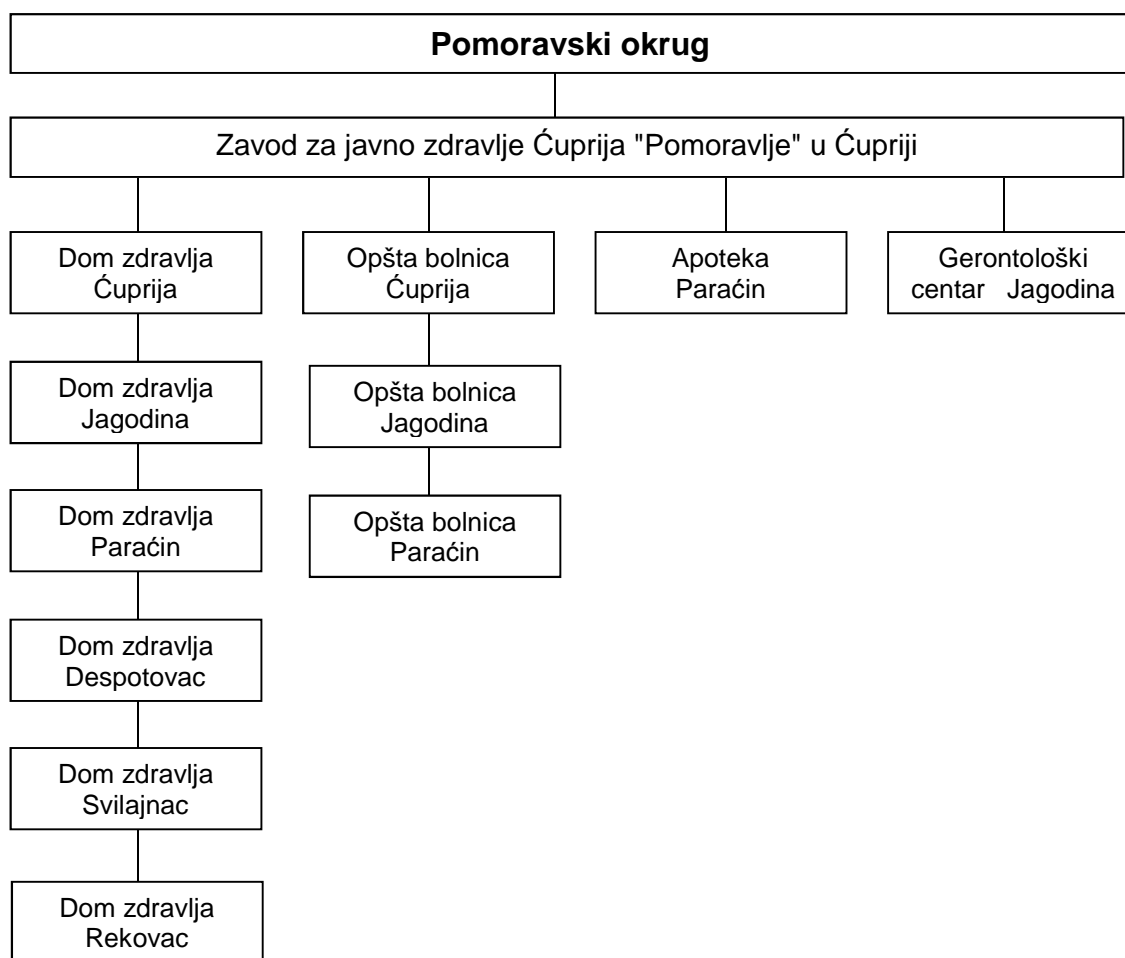 Pomoravski okrug
Zavod za javno zdravlje Ćuprija "Pomoravlje" u Ćupriji
Dom zdravlja
Ćuprija
Opšta bolnica
Ćuprija
Apoteka
Paraćin
Gerontološki
centar Jagodina
Dom zdravlja
Jagodina
Opšta bolnica
Jagodina
Dom zdravlja
Paraćin
Opšta bolnica
Paraćin
Dom zdravlja
Despotovac
Dom zdravlja
Svilajnac
Dom zdravlja
Rekovac